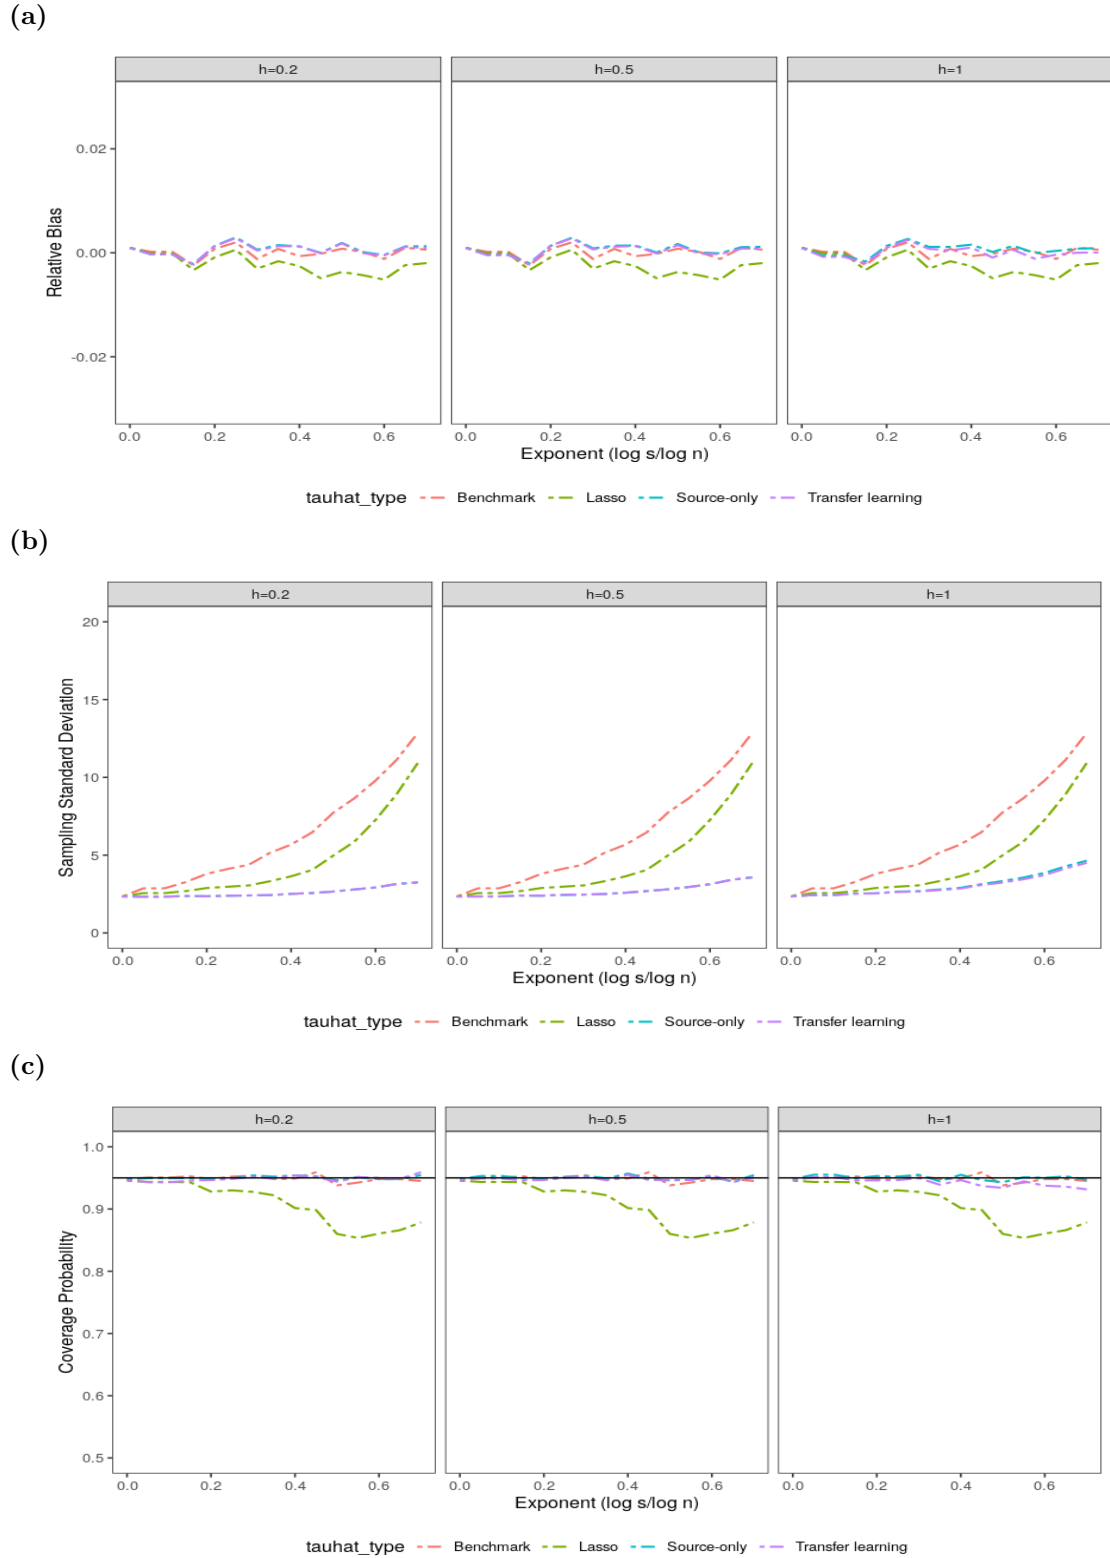 (a)
h=0.2 h=0.5 h=1
Relative Bias
0.02
0.00
-0.02
0.0 0.2 0.4 0.6 0.0 0.2 0.4 0.6 0.0 0.2 0.4 0.6
Exponent (log s/log n)
tauhat_type Benchmark Lasso Source-only Transfer learning
(b)
h=0.2 h=0.5 h=1
Sampling Standard Deviation
20
15
10
5
0
0.0 0.2 0.4 0.6 0.0 0.2 0.4 0.6 0.0 0.2 0.4 0.6
Exponent (log s/log n)
tauhat_type Benchmark Lasso Source-only Transfer learning
(c)
h=0.2 h=0.5 h=1
Coverage Probability
1.0
0.9
0.8
0.7
0.6
0.5
0.0 0.2 0.4 0.6 0.0 0.2 0.4 0.6 0.0 0.2 0.4 0.6
Exponent (log s/log n)
tauhat_type Benchmark Lasso Source-only Transfer learning